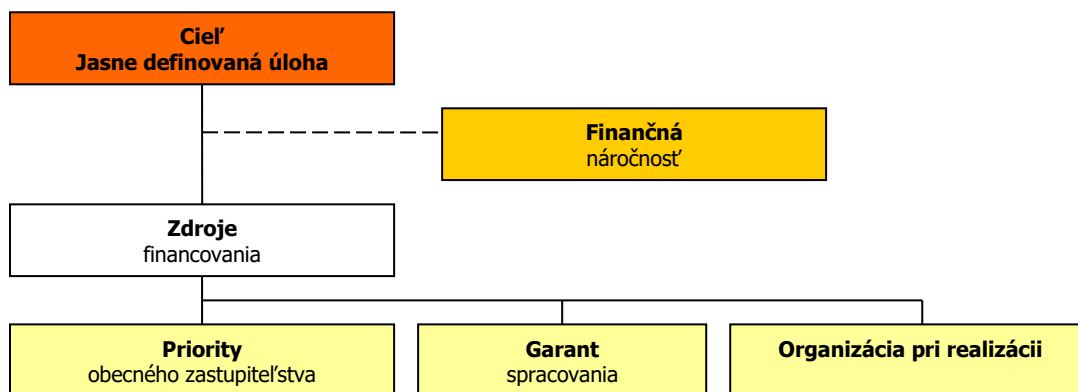 Cieľ
Jasne definovaná úloha
Finančná
náročnosť
Zdroje
financovania
Priority
obecného zastupiteľstva
Garant
spracovania
Organizácia pri realizácii